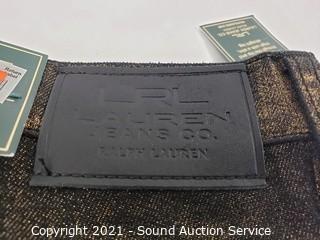 LRL
LAUREN
JEANS CO.
RALPH LAUREN
Copyright 2021 - Sound Auction Service